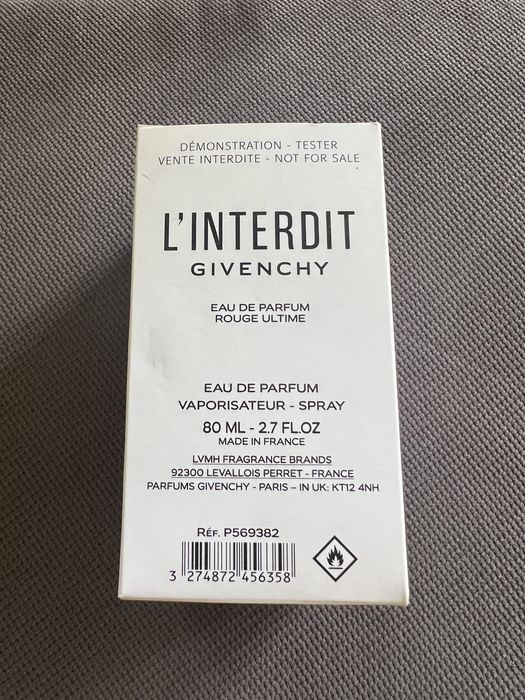 DÉMONSTRATION - TESTER
VENTE INTERDITE - NOT FOR SALE
L'INTERDIT
GIVENCHY
EAU DE PARFUM
ROUGE ULTIME
EAU DE PARFUM
VAPORISATEUR - SPRAY
80 ML - 2.7 FL.OZ
MADE IN FRANCE
LVMH FRAGRANCE BRANDS
92300 LEVALLOIS PERRET - FRANCE
PARFUMS GIVENCHY - PARIS – IN UK: KT12 4NH
RÉF. P569382
3 274872 456358